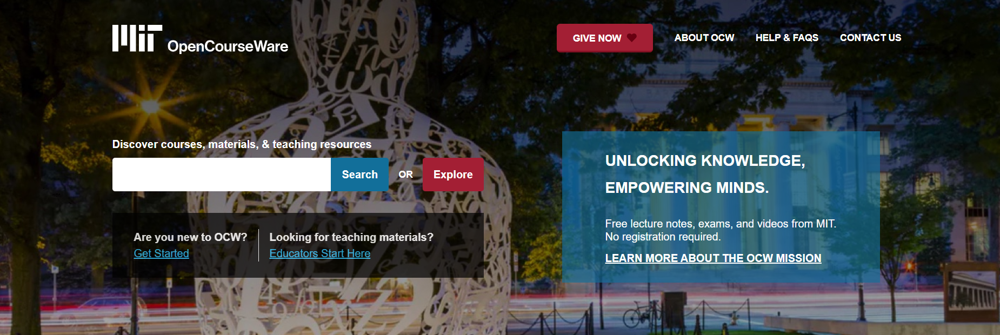 MIT OpenCourseWare
GIVE NOW
ABOUT OCW
HELP & FAQS
CONTACT US
Discover courses, materials, & teaching resources
Search
OR
Explore
Are you new to OCW?
Get Started
Looking for teaching materials?
Educators Start Here
UNLOCKING KNOWLEDGE,
EMPOWERING MINDS.
Free lecture notes, exams, and videos from MIT.
No registration required.
LEARN MORE ABOUT THE OCW MISSION